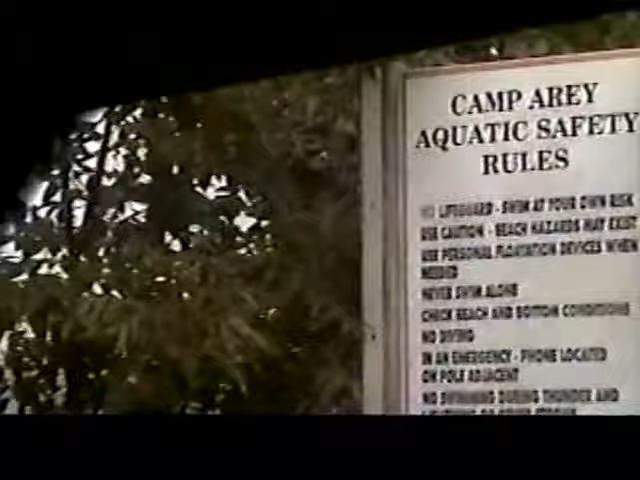 CAMP AREY
AQUATIC SAFETY
RULES
NO LIFEGUARD - SWIM AT YOUR OWN RISK
USE CAUTION - BEACH HAZARDS MAY EXIST
USE PERSONAL FLOATATION DEVICES WHEN
NEEDED
NEVER SWIM ALONE
CHECK BEACH AND BOTTOM CONDITIONS
NO DIVING
IN AN EMERGENCY - PHONE LOCATED
ON POLE ADJACENT
NO SWIMMING DURING THUNDER AND